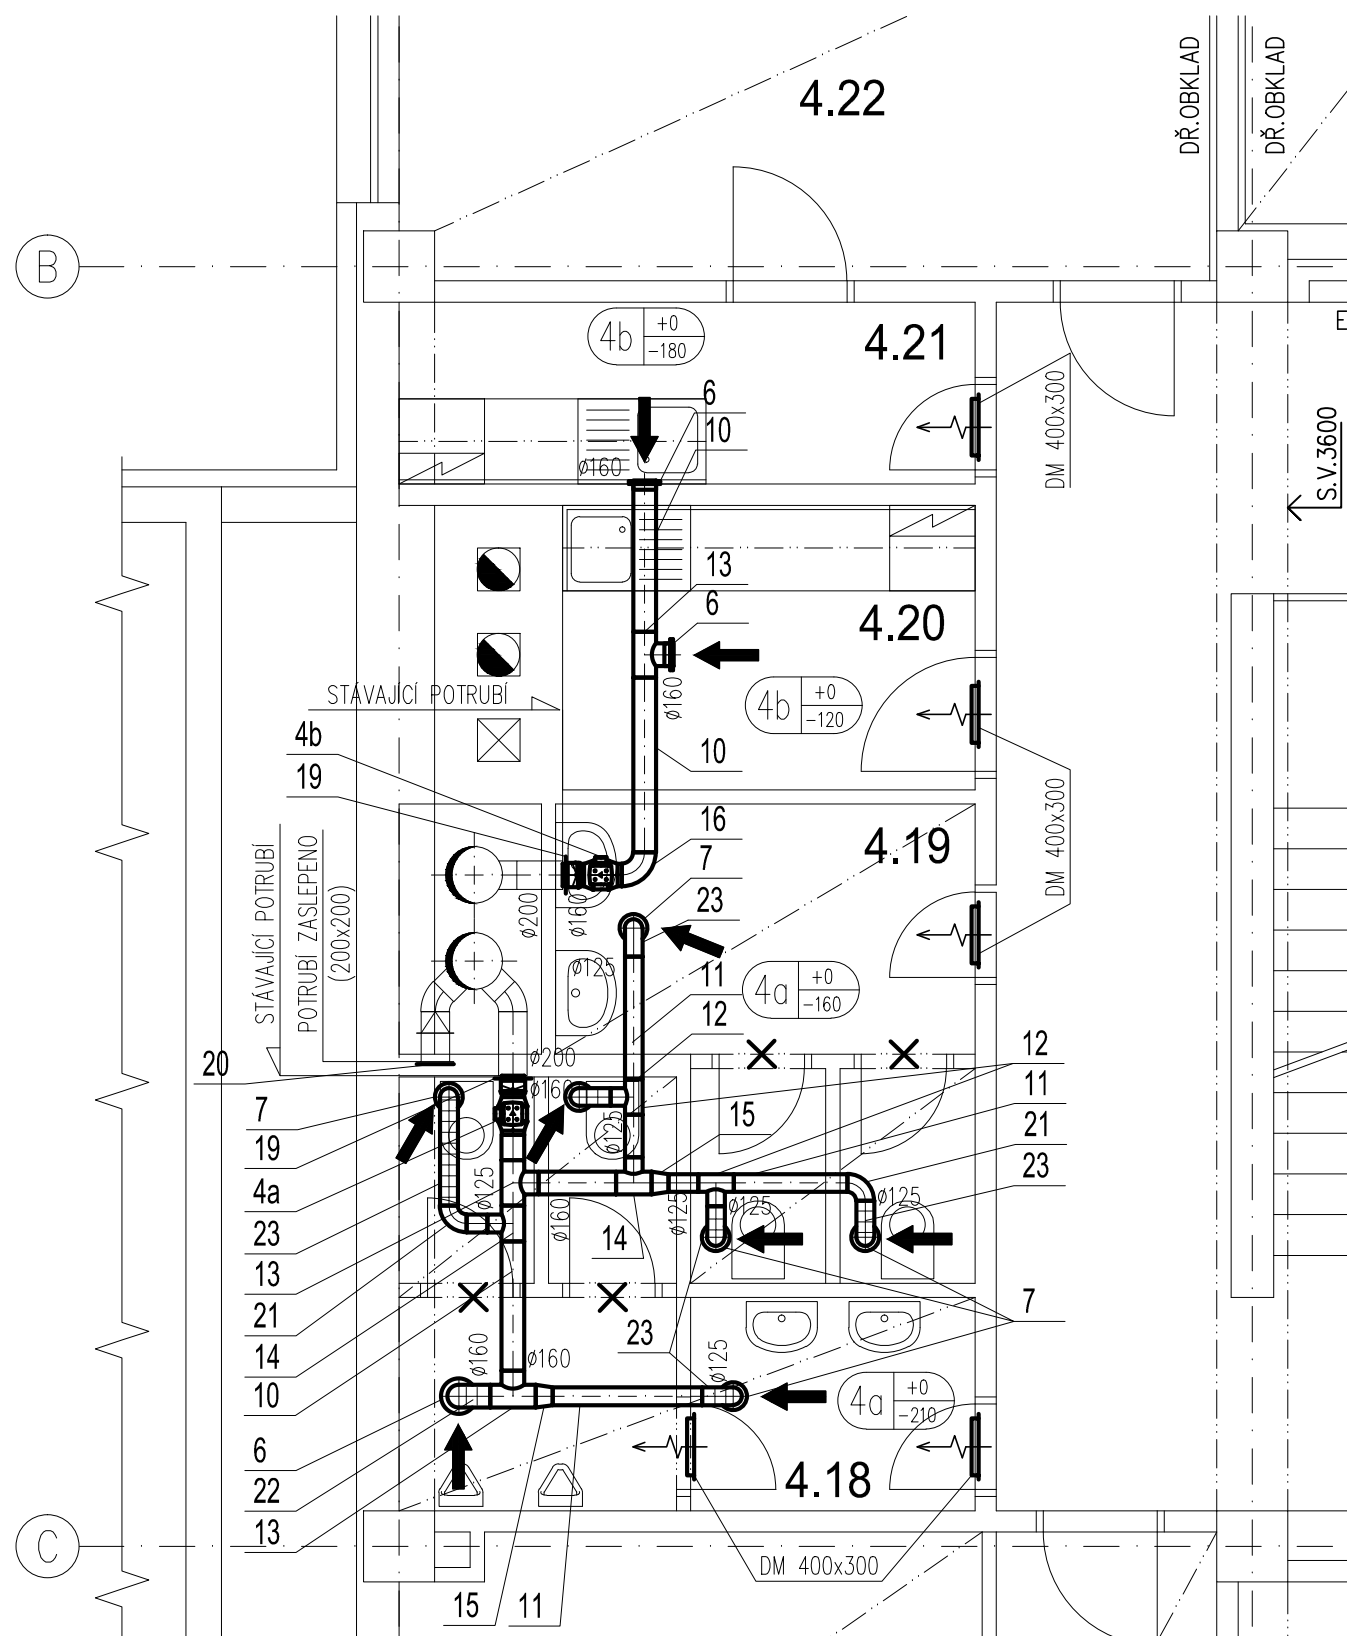 4.22
DŘ.OBKLAD
DŘ.OBKLAD
B
4b
+0
-180
4.21
E
6
10
DM 400x300
S.V.3600
ø160
13
6
4.20
STÁVAJÍCÍ POTRUBÍ
ø160
4b
+0
-120
4b
10
19
16
4.19
DM 400x300
7
STÁVAJÍCÍ POTRUBÍ
POTRUBÍ ZASLEPENO
(200x200)
ø200
ø160
23
ø125
11
4a
+0
-160
12
12
20
ø200
ø160
11
7
15
21
19
ø125
23
4a
ø125
ø160
ø125
ø125
ø125
23
14
13
21
7
14
23
ø160
ø160
ø125
10
4a
+0
-210
6
4.18
22
13
C
DM 400x300
15
11